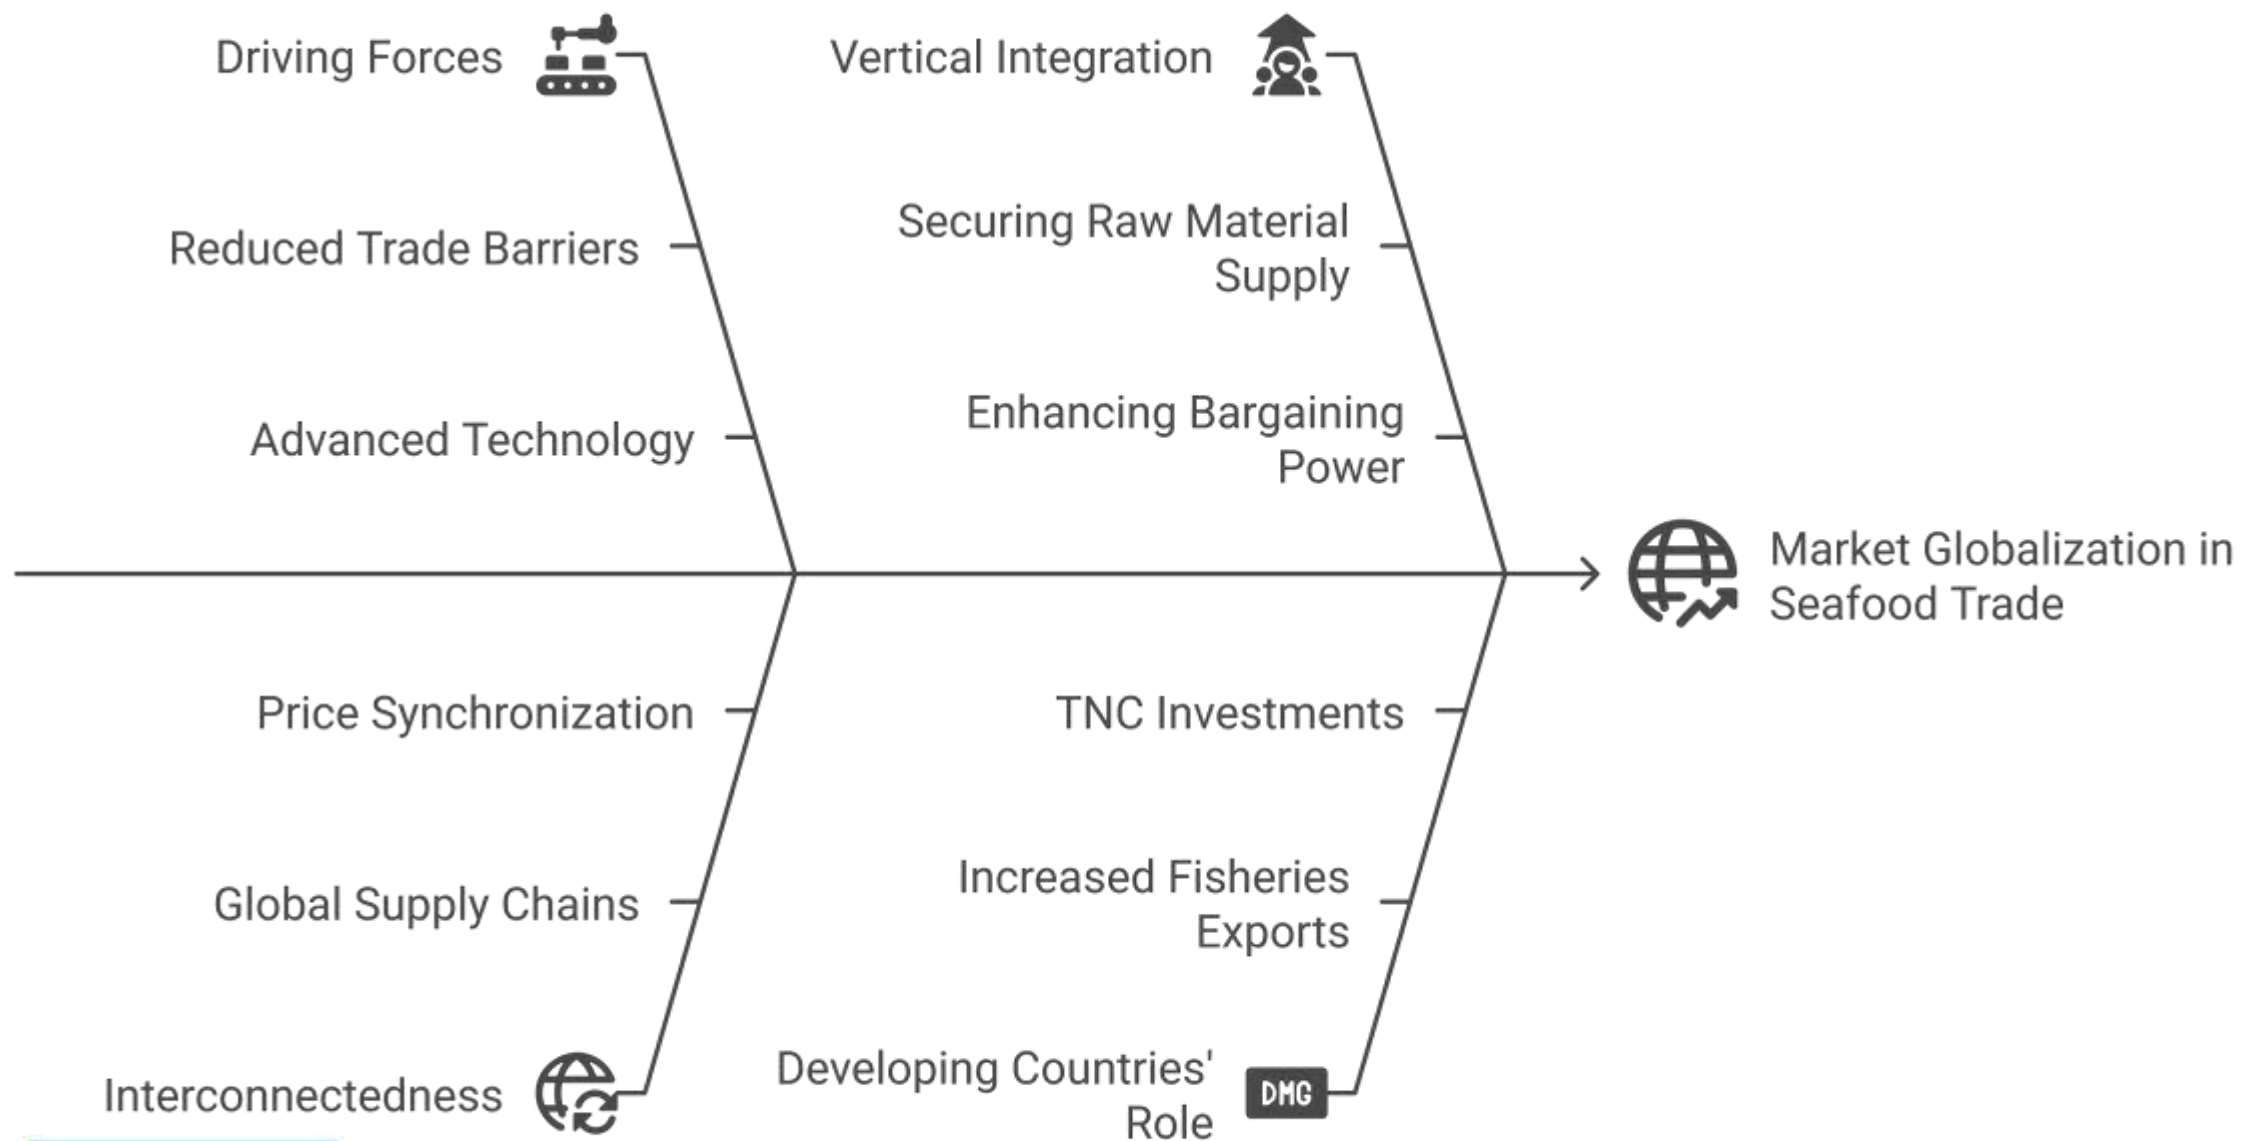 Driving Forces
Reduced Trade Barriers
Advanced Technology
Vertical Integration
Securing Raw Material
Supply
Enhancing Bargaining
Power
Market Globalization in
Seafood Trade
Price Synchronization
Global Supply Chains
Interconnectedness
TNC Investments
Increased Fisheries
Exports
Developing Countries'
Role
DMG